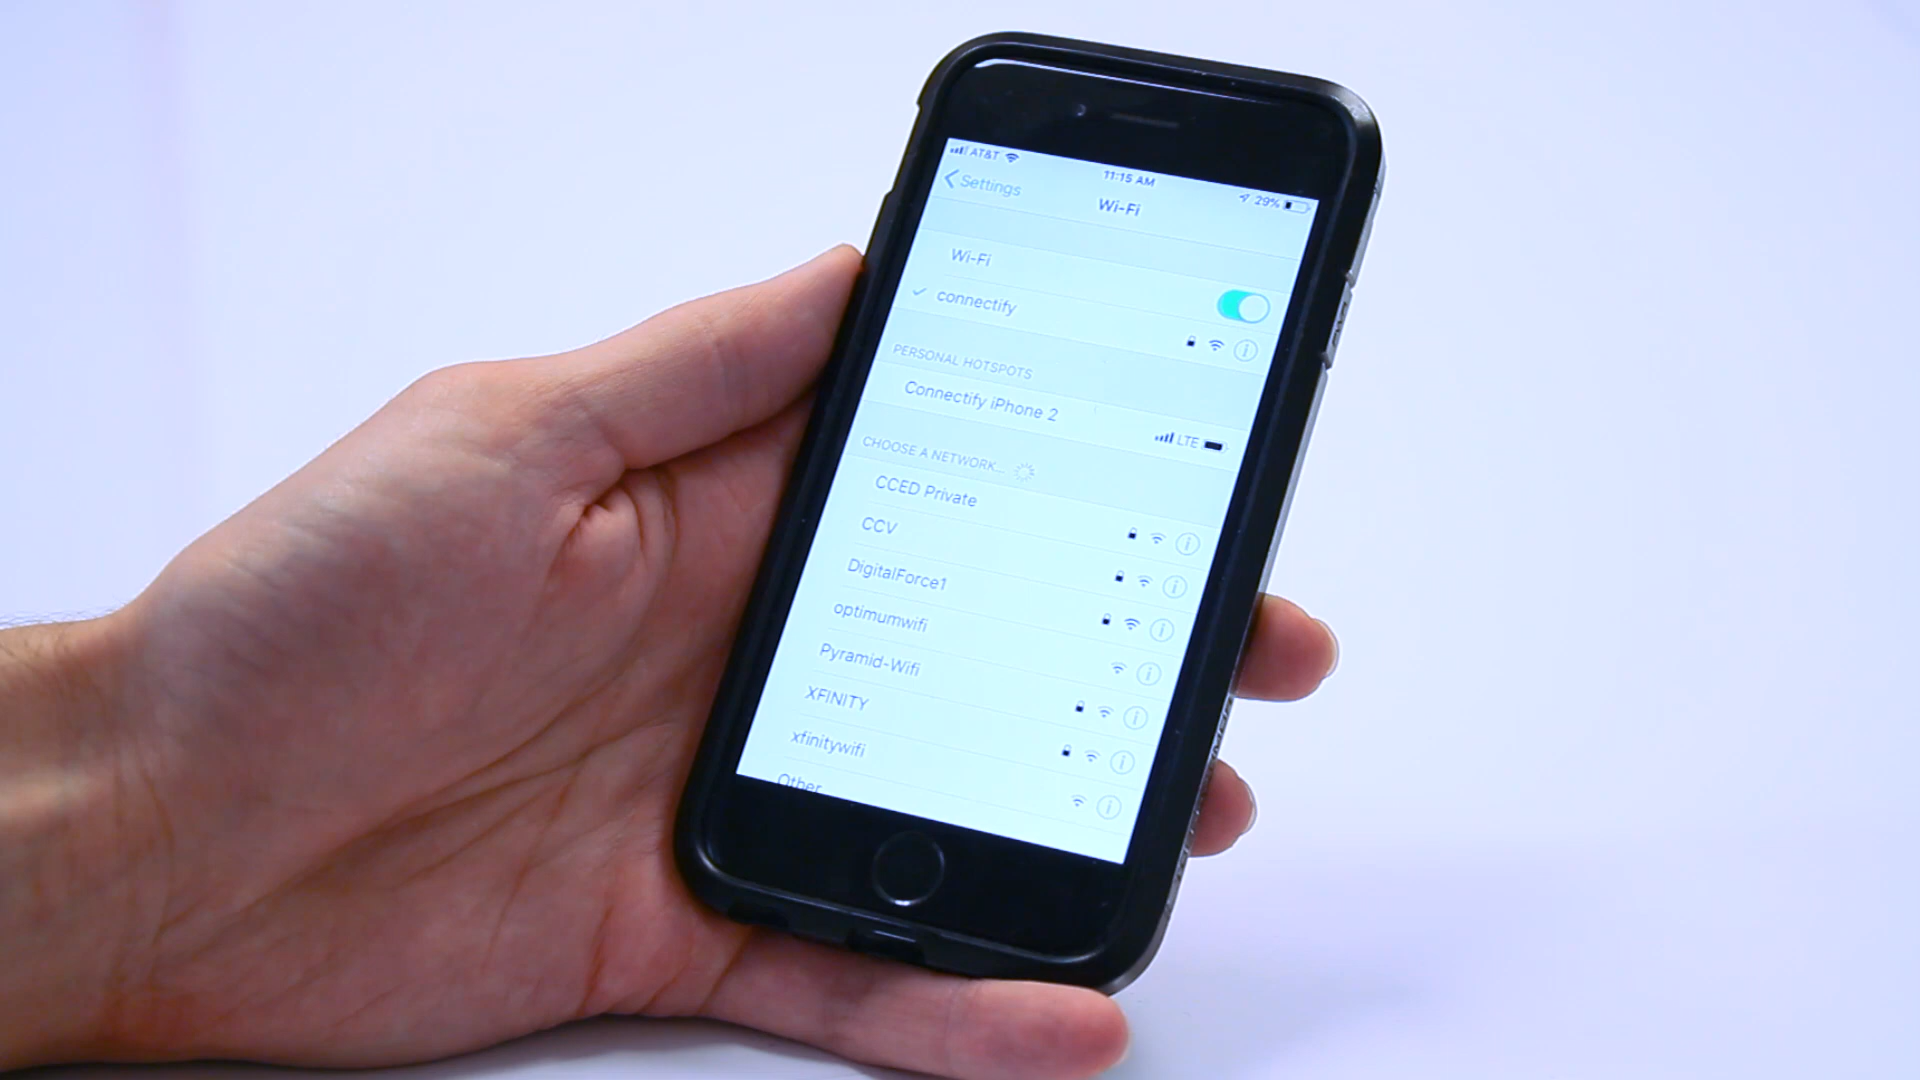 AT&T
11:15 AM
29%
Settings
Wi-Fi
Wi-Fi
connectify
PERSONAL HOTSPOTS
Connectify iPhone 2
LTE
CHOOSE A NETWORK...
CCED Private
CCV
DigitalForce1
optimumwifi
Pyramid-Wifi
XFINITY
xfinitywifi
Other